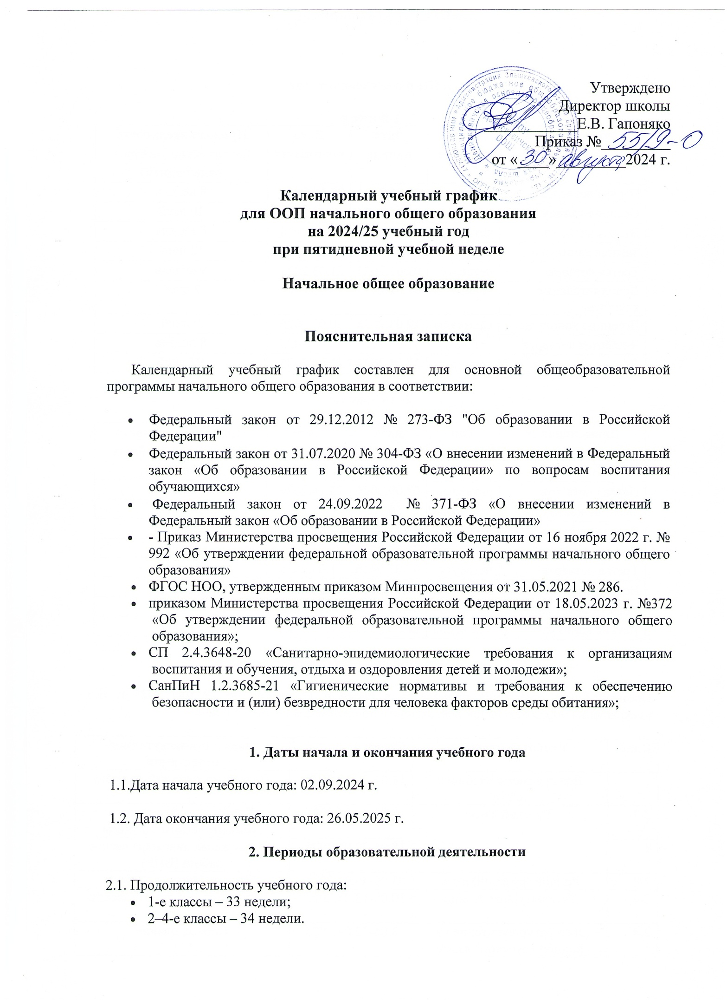 Утверждено
Директор школы
Е.В. Гапоняко
Приказ № 55/9-О
от «30» августа 2024 г.
Календарный учебный график
для ООП начального общего образования
на 2024/25 учебный год
при пятидневной учебной неделе
Начальное общее образование
Пояснительная записка
Календарный учебный график составлен для основной общеобразовательной
программы начального общего образования в соответствии:
• Федеральный закон от 29.12.2012 № 273-ФЗ "Об образовании в Российской
Федерации"
• Федеральный закон от 31.07.2020 № 304-ФЗ «О внесении изменений в Федеральный
закон «Об образовании в Российской Федерации» по вопросам воспитания
обучающихся»
• Федеральный закон от 24.09.2022 № 371-ФЗ «О внесении изменений в
Федеральный закон «Об образовании в Российской Федерации»
• - Приказ Министерства просвещения Российской Федерации от 16 ноября 2022 г. №
992 «Об утверждении федеральной образовательной программы начального общего
образования»
• ФГОС НОО, утвержденным приказом Минпросвещения от 31.05.2021 № 286.
• приказом Министерства просвещения Российской Федерации от 18.05.2023 г. №372
«Об утверждении федеральной образовательной программы начального общего
образования»;
• СП 2.4.3648-20 «Санитарно-эпидемиологические требования к организациям
воспитания и обучения, отдыха и оздоровления детей и молодежи»;
• СанПиН 1.2.3685-21 «Гигиенические нормативы и требования к обеспечению
безопасности и (или) безвредности для человека факторов среды обитания»;
1. Даты начала и окончания учебного года
1.1.Дата начала учебного года: 02.09.2024 г.
1.2. Дата окончания учебного года: 26.05.2025 г.
2. Периоды образовательной деятельности
2.1. Продолжительность учебного года:
• 1-е классы – 33 недели;
• 2–4-е классы – 34 недели.